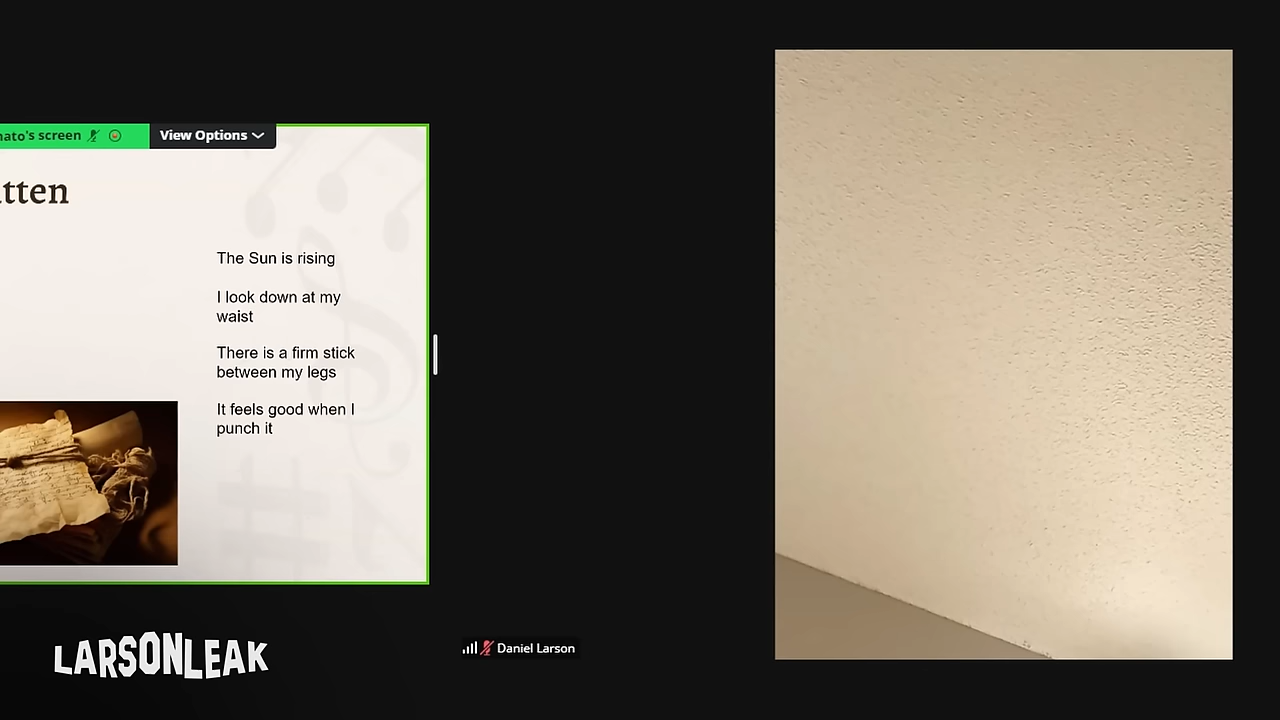 nato's screen
View Options
tten
The Sun is rising
I look down at my
waist
There is a firm stick
between my legs
It feels good when I
punch it
LARSONLEAK
Daniel Larson